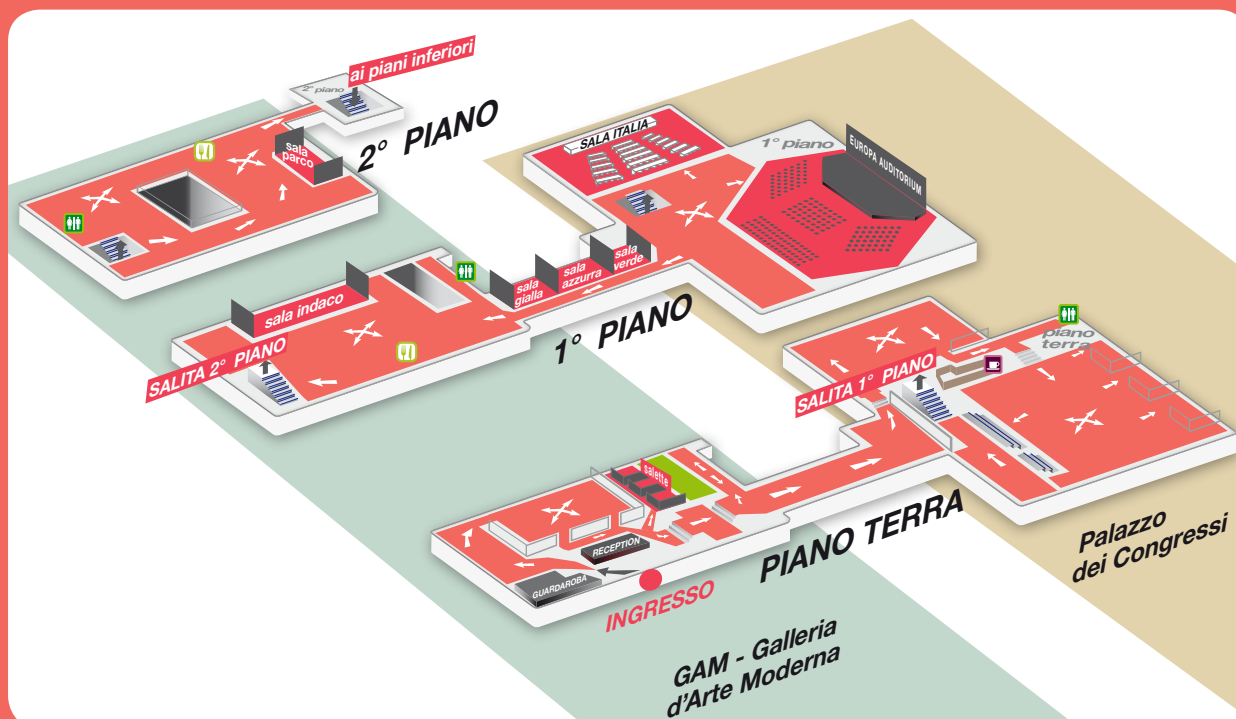 ai piani inferiori
2° piano
2° PIANO
sala
parco
SALA ITALIA
1° piano
EUROPA AUDITORIUM
sala
verde
sala
azzurra
sala
gialla
sala indaco
1° PIANO
SALITA 2° PIANO
piano
terra
SALITA 1° PIANO
salette
RECEPTION
GUARDAROBA
INGRESSO
PIANO TERRA
Palazzo
dei Congressi
GAM - Galleria
d'Arte Moderna